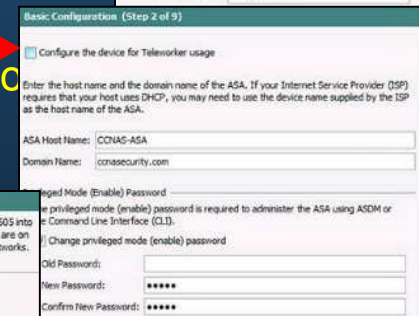 Basic Configuration (Step 2 of 9)
Configure the device for Teleworker usage
Enter the host name and the domain name of the ASA. If your Internet Service Provider (ISP)
requires that your host uses DHCP, you may need to use the device name supplied by the ISP
as the host name of the ASA.
ASA Host Name: CCNAS-ASA
Domain Name: ccnasecurity.com
Privileged Mode (Enable) Password
privileged mode (enable) password is required to administer the ASA using ASDM or
Command Line Interface (CLI).
Change privileged mode (enable) password
Old Password:
New Password: •••••
Confirm New Password: •••••
505 into
are on
tworks.